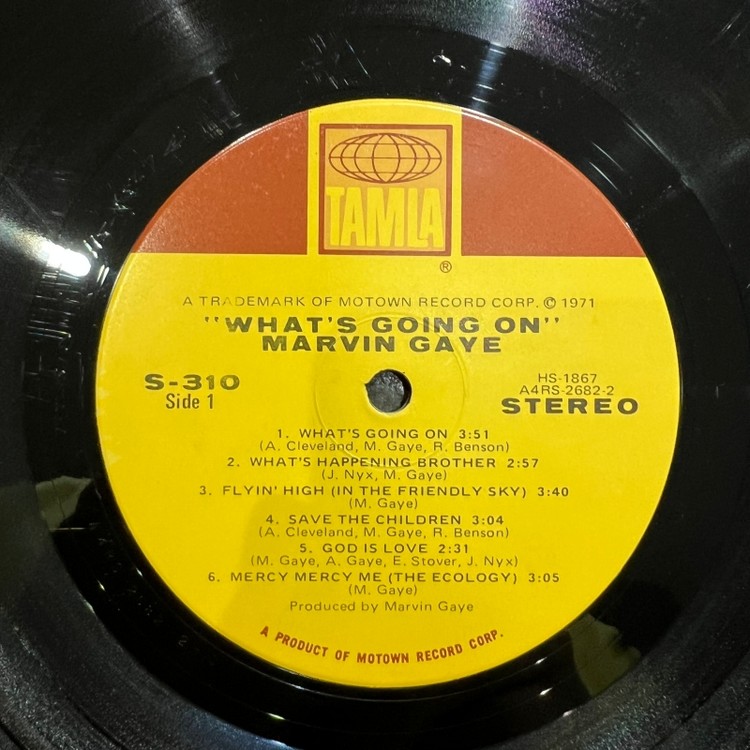 TAMLA
®
A TRADEMARK OF MOTOWN RECORD CORP. © 1971
"WHAT'S GOING ON"
MARVIN GAYE
S-310
Side 1
HS-1867
A4RS-2682-2
STEREO
1. WHAT'S GOING ON 3:51
(A. Cleveland, M. Gaye, R. Benson)
2. WHAT'S HAPPENING BROTHER 2:57
(J. Nyx, M. Gaye)
3. FLYIN' HIGH (IN THE FRIENDLY SKY) 3:40
(M. Gaye)
4. SAVE THE CHILDREN 3:04
(A. Cleveland, M. Gaye, R. Benson)
5. GOD IS LOVE 2:31
(M. Gaye, A. Gaye, E. Stover, J. Nyx)
6. MERCY MERCY ME (THE ECOLOGY) 3:05
(M. Gaye)
Produced by Marvin Gaye
A PRODUCT OF MOTOWN RECORD CORP.